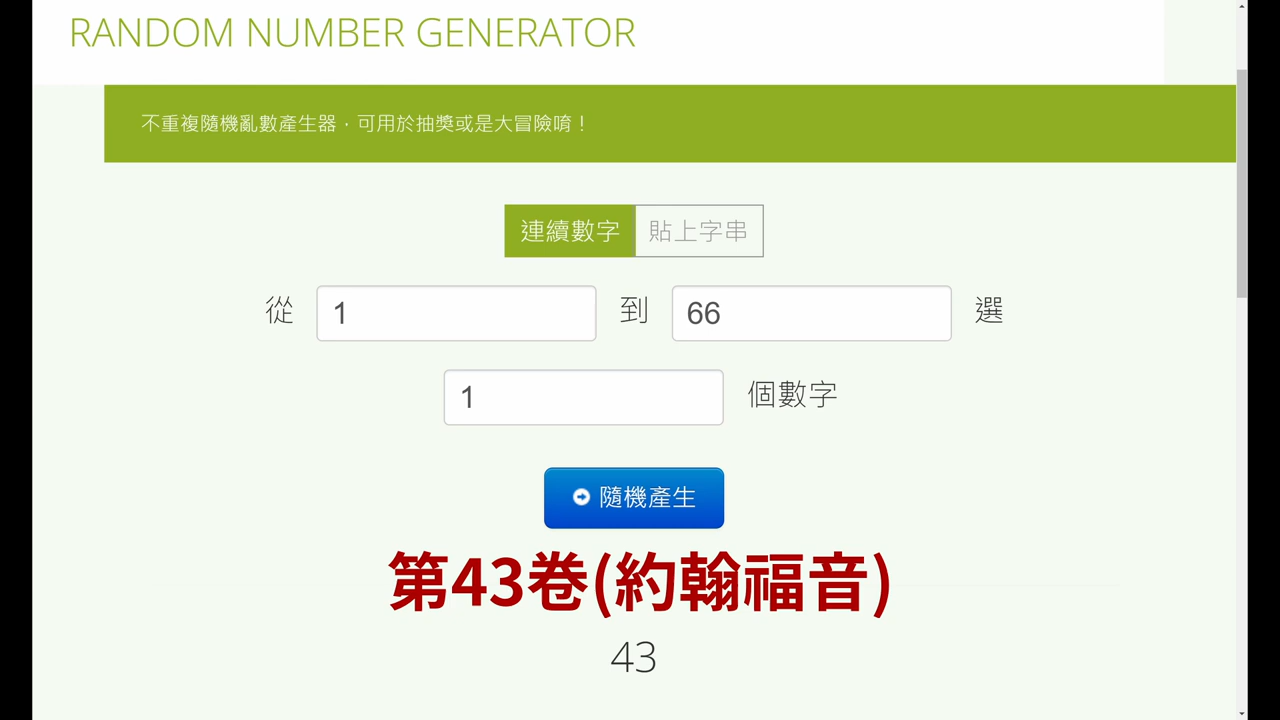 RANDOM NUMBER GENERATOR
不重複隨機亂數產生器，可用於抽獎或是大冒險唷！
連續數字 貼上字串
從 1 到 66 選
1 個數字
隨機產生
第43卷(約翰福音)
43